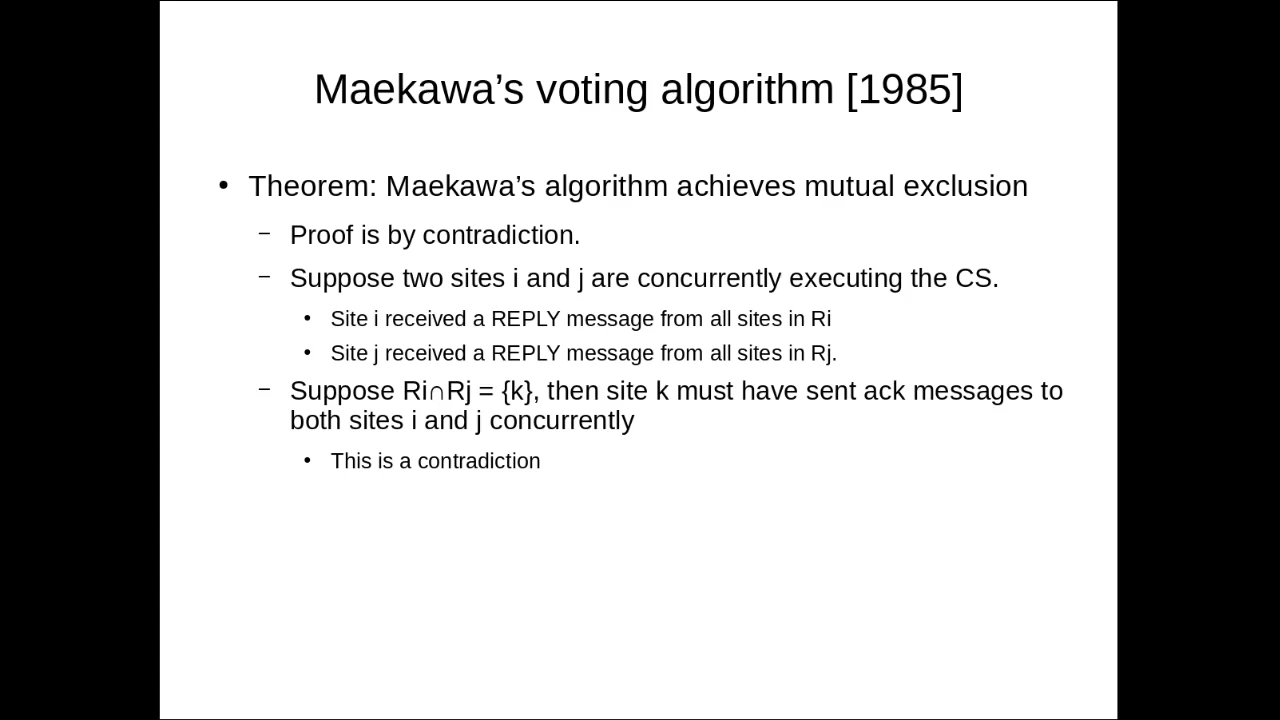 Maekawa’s voting algorithm [1985]
• Theorem: Maekawa’s algorithm achieves mutual exclusion
– Proof is by contradiction.
– Suppose two sites i and j are concurrently executing the CS.
• Site i received a REPLY message from all sites in Ri
• Site j received a REPLY message from all sites in Rj.
– Suppose Ri∩Rj = {k}, then site k must have sent ack messages to
both sites i and j concurrently
• This is a contradiction